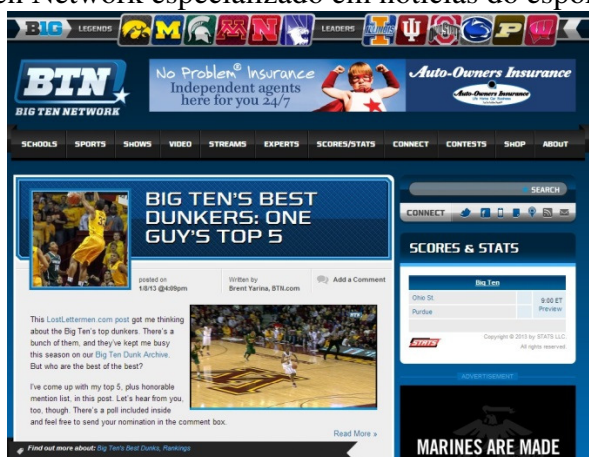 en Network especializado em notícias do espor
B1G LEGENDS LEADERS
BTN
BIG TEN NETWORK
No Problem® Insurance
Independent agents
here for you 24/7
Auto-Owners Insurance
Auto-Owners Insurance
SCHOOLS SPORTS SHOWS VIDEO STREAMS EXPERTS SCORES/STATS CONNECT CONTESTS SHOP ABOUT
BIG TEN'S BEST
DUNKERS: ONE
GUY'S TOP 5
posted on
1/8/13 @4:09pm
Written by
Brent Yarina, BTN.com
Add a Comment
This LostLettermen.com post got me thinking
about the Big Ten's top dunkers. There's a
bunch of them, and they've kept me busy
this season on our Big Ten Dunk Archive.
But who are the best of the best?
I've come up with my top 5, plus honorable
mention list, in this post. Let's hear from you,
too, though. There's a poll included inside
and feel free to send your nomination in the comment
box.
Read More »
Find out more about: Big Ten's Best Dunks, Rankings
SEARCH
CONNECT
SCORES & STATS
Big Ten
Ohio St
Purdue
9:00 ET
Preview
STATS
Copyright © 2013 by STATS LLC
All rights reserved
ADVERTISEMENT
MARINES ARE MADE